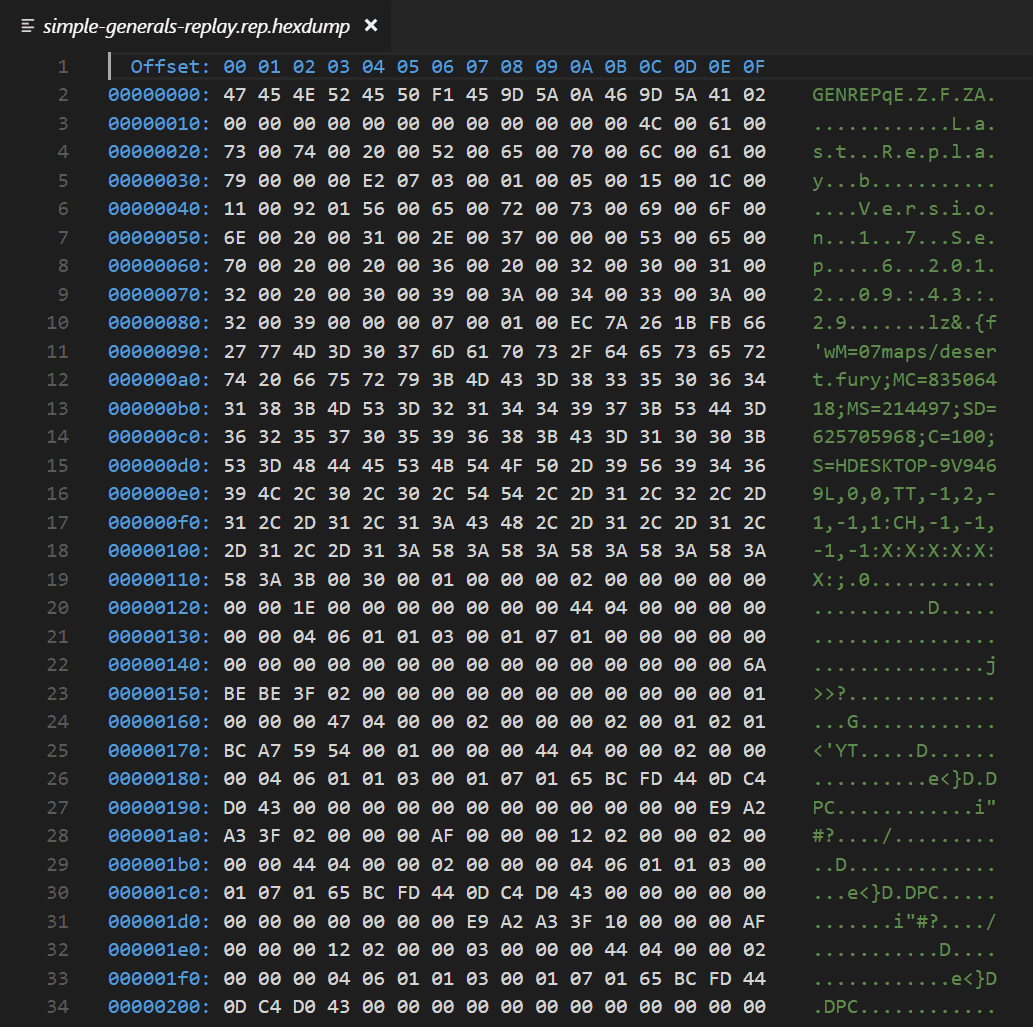 simple-generals-replay.rep.hexdump ×
1 Offset: 00 01 02 03 04 05 06 07 08 09 0A 0B 0C 0D 0E 0F
2 00000000: 47 45 4E 52 45 50 F1 45 9D 5A 0A 46 9D 5A 41 02 GENREPqE.Z.F.ZA.
3 00000010: 00 00 00 00 00 00 00 00 00 00 00 00 4C 00 61 00 ............L.a.
4 00000020: 73 00 74 00 20 00 52 00 65 00 70 00 6C 00 61 00 s.t...R.e.p.l.a.
5 00000030: 79 00 00 00 E2 07 03 00 01 00 05 00 15 00 1C 00 y...b...........
6 00000040: 11 00 92 01 56 00 65 00 72 00 73 00 69 00 6F 00 ....V.e.r.s.i.o.
7 00000050: 6E 00 20 00 31 00 2E 00 37 00 00 00 53 00 65 00 n...1...7...S.e.
8 00000060: 70 00 20 00 20 00 36 00 20 00 32 00 30 00 31 00 p.....6...2.0.1.
9 00000070: 32 00 20 00 30 00 39 00 3A 00 34 00 33 00 3A 00 2...0.9.:.4.3.:.
10 00000080: 32 00 39 00 00 00 07 00 01 00 EC 7A 26 1B FB 66 2.9.......lz&.{f
11 00000090: 27 77 4D 3D 30 37 6D 61 70 73 2F 64 65 73 65 72 'wM=07maps/deser
12 000000a0: 74 20 66 75 72 79 3B 4D 43 3D 38 33 35 30 36 34 t.fury;MC=835064
13 000000b0: 31 38 3B 4D 53 3D 32 31 34 34 39 37 3B 53 44 3D 18;MS=214497;SD=
14 000000c0: 36 32 35 37 30 35 39 36 38 3B 43 3D 31 30 30 3B 625705968;C=100;
15 000000d0: 53 3D 48 44 45 53 4B 54 4F 50 2D 39 56 39 34 36 S=HDESKTOP-9V946
16 000000e0: 39 4C 2C 30 2C 30 2C 54 54 2C 2D 31 2C 32 2C 2D 9L,0,0,TT,-1,2,-
17 000000f0: 31 2C 2D 31 2C 31 3A 43 48 2C 2D 31 2C 2D 31 2C 1,-1,1:CH,-1,-1,
18 00000100: 2D 31 2C 2D 31 3A 58 3A 58 3A 58 3A 58 3A 58 3A -1,-1:X:X:X:X:X:
19 00000110: 58 3A 3B 00 30 00 01 00 00 00 02 00 00 00 00 00 X:;.0...........
20 00000120: 00 00 1E 00 00 00 00 00 00 00 44 04 00 00 00 00 ..........D.....
21 00000130: 00 00 04 06 01 01 03 00 01 07 01 00 00 00 00 00 ................
22 00000140: 00 00 00 00 00 00 00 00 00 00 00 00 00 00 00 6A ...............j
23 00000150: BE BE 3F 02 00 00 00 00 00 00 00 00 00 00 00 01 >>?.............
24 00000160: 00 00 00 47 04 00 00 02 00 00 00 02 00 01 02 01 ...G............
25 00000170: BC A7 59 54 00 01 00 00 00 44 04 00 00 02 00 00 <'YT.....D......
26 00000180: 00 04 06 01 01 03 00 01 07 01 65 BC FD 44 0D C4 ..........e<}D.D
27 00000190: D0 43 00 00 00 00 00 00 00 00 00 00 00 00 E9 A2 PC............i"
28 000001a0: A3 3F 02 00 00 00 AF 00 00 00 12 02 00 00 02 00 #?..../.........
29 000001b0: 00 00 44 04 00 00 02 00 00 00 04 06 01 01 03 00 ..D.............
30 000001c0: 01 07 01 65 BC FD 44 0D C4 D0 43 00 00 00 00 00 ...e<}D.DPC.....
31 000001d0: 00 00 00 00 00 00 00 E9 A2 A3 3F 10 00 00 00 AF .......i"#?..../
32 000001e0: 00 00 00 12 02 00 00 03 00 00 00 44 04 00 00 02 ...........D....
33 000001f0: 00 00 00 04 06 01 01 03 00 01 07 01 65 BC FD 44 ............e<}D
34 00000200: 0D C4 D0 43 00 00 00 00 00 00 00 00 00 00 00 00 .DPC............